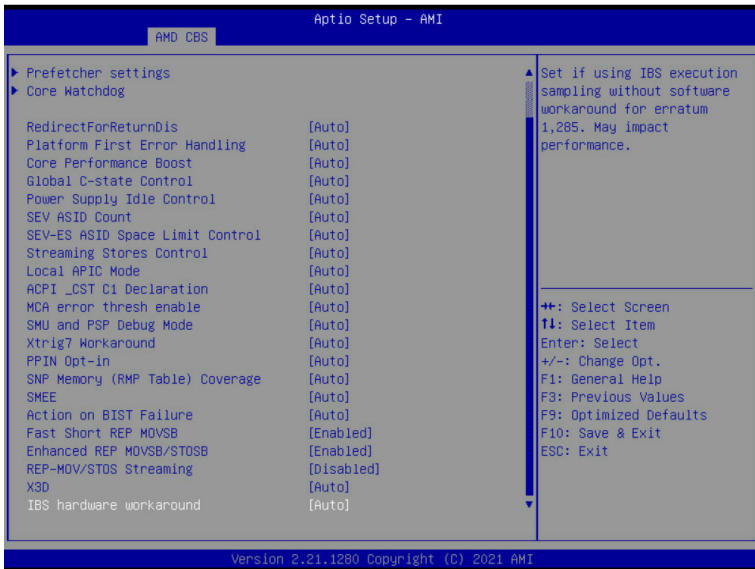 Aptio Setup – AMI
AMD CBS
Prefetcher settings
Core Watchdog
RedirectForReturnDis [Auto]
Platform First Error Handling [Auto]
Core Performance Boost [Auto]
Global C-state Control [Auto]
Power Supply Idle Control [Auto]
SEV ASID Count [Auto]
SEV-ES ASID Space Limit Control [Auto]
Streaming Stores Control [Auto]
Local APIC Mode [Auto]
ACPI _CST C1 Declaration [Auto]
MCA error thresh enable [Auto]
SMU and PSP Debug Mode [Auto]
Xtrig7 Workaround [Auto]
PPIN Opt-in [Auto]
SNP Memory (RMP Table) Coverage [Auto]
SMEE [Auto]
Action on BIST Failure [Auto]
Fast Short REP MOVSB [Enabled]
Enhanced REP MOVSB/STOSB [Enabled]
REP-MOV/STOS Streaming [Disabled]
X3D [Auto]
IBS hardware workaround [Auto]
Set if using IBS execution
sampling without software
workaround for erratum
1,285. May impact
performance.
→←: Select Screen
↑↓: Select Item
Enter: Select
+/-: Change Opt.
F1: General Help
F3: Previous Values
F9: Optimized Defaults
F10: Save & Exit
ESC: Exit
Version 2.21.1280 Copyright (C) 2021 AMI